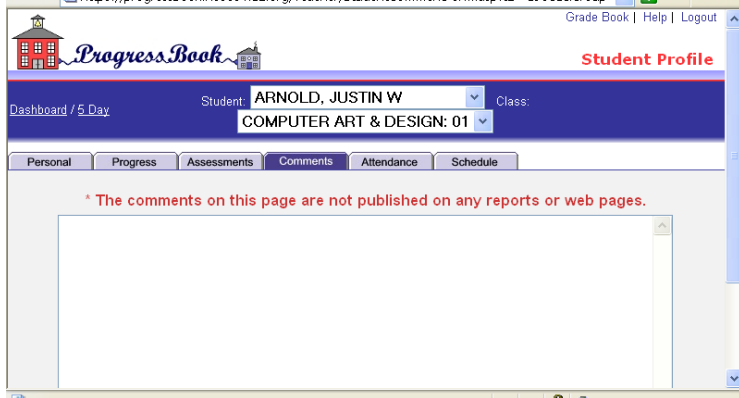 Grade Book | Help | Logout
ProgressBook
Student Profile
Dashboard / 5 Day
Student: ARNOLD, JUSTIN W Class:
COMPUTER ART & DESIGN: 01
Personal Progress Assessments Comments Attendance Schedule
* The comments on this page are not published on any reports or web pages.